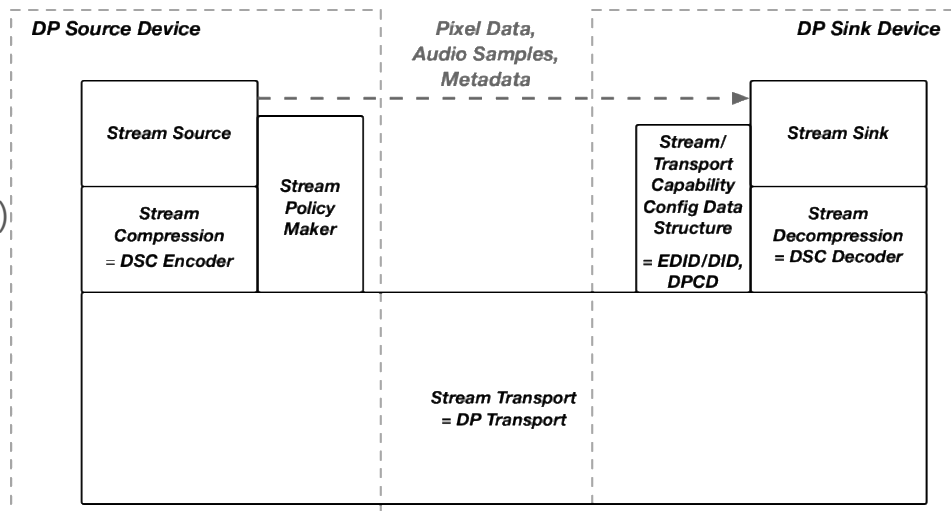 DP Source Device
Pixel Data,
Audio Samples,
Metadata
DP Sink Device
Stream Source
Stream
Compression
= DSC Encoder
Stream
Policy
Maker
Stream/
Transport
Capability
Config Data
Structure
= EDID/DID,
DPCD
Stream Sink
Stream
Decompression
= DSC Decoder
Stream Transport
= DP Transport